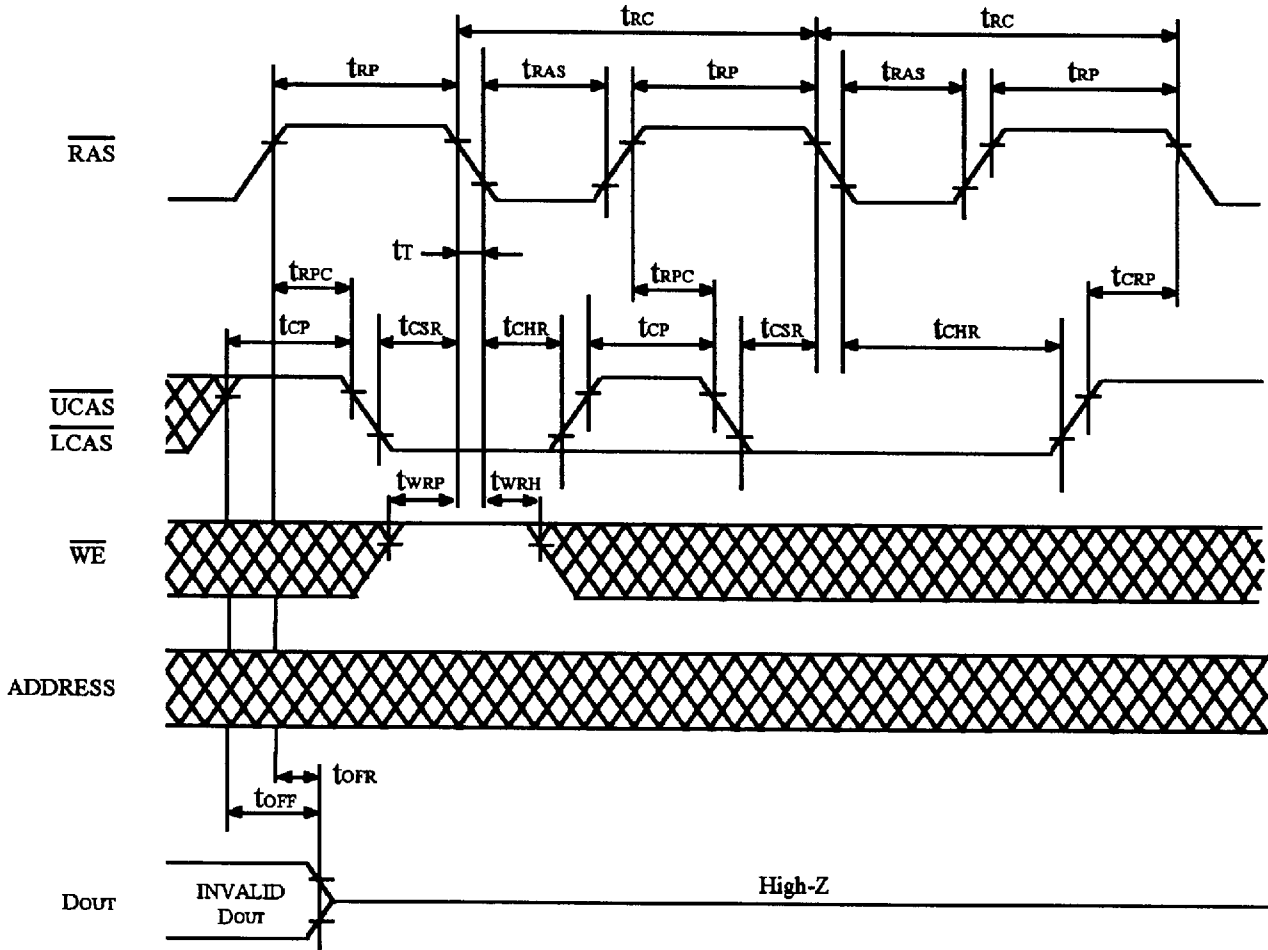 tRC tRC
tRP tRAS tRP tRAS tRP
RAS
tT
tRPC tRPC tCRP
tCP tCSR tCHR tCP tCSR tCHR
UCAS
LCAS
tWRP tWRH
WE
ADDRESS
tOFR
tOFF
INVALID
DOUT
High-Z
DOUT